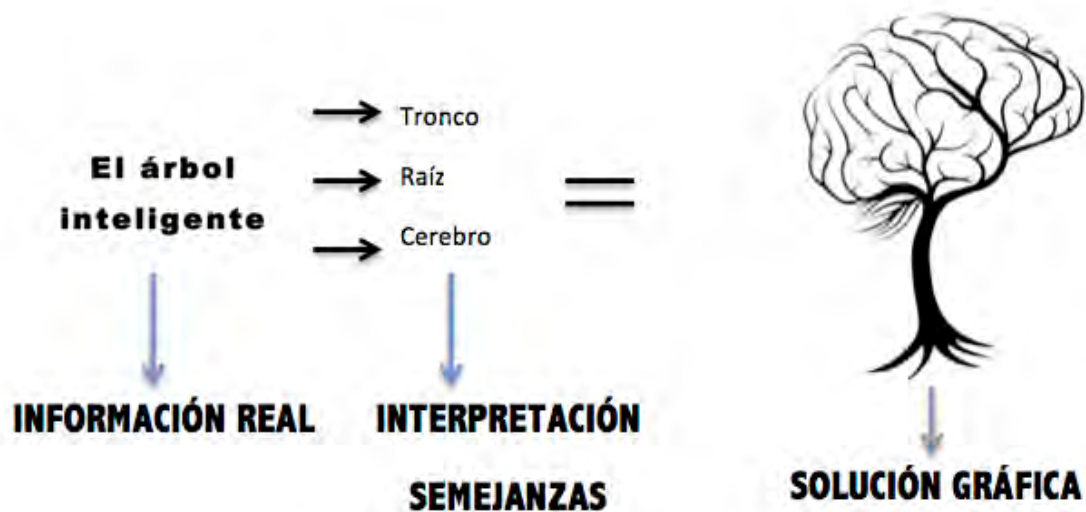 El árbol
inteligente
Tronco
Raíz
Cerebro
INFORMACIÓN REAL
INTERPRETACIÓN
SEMEJANZAS
SOLUCIÓN GRÁFICA